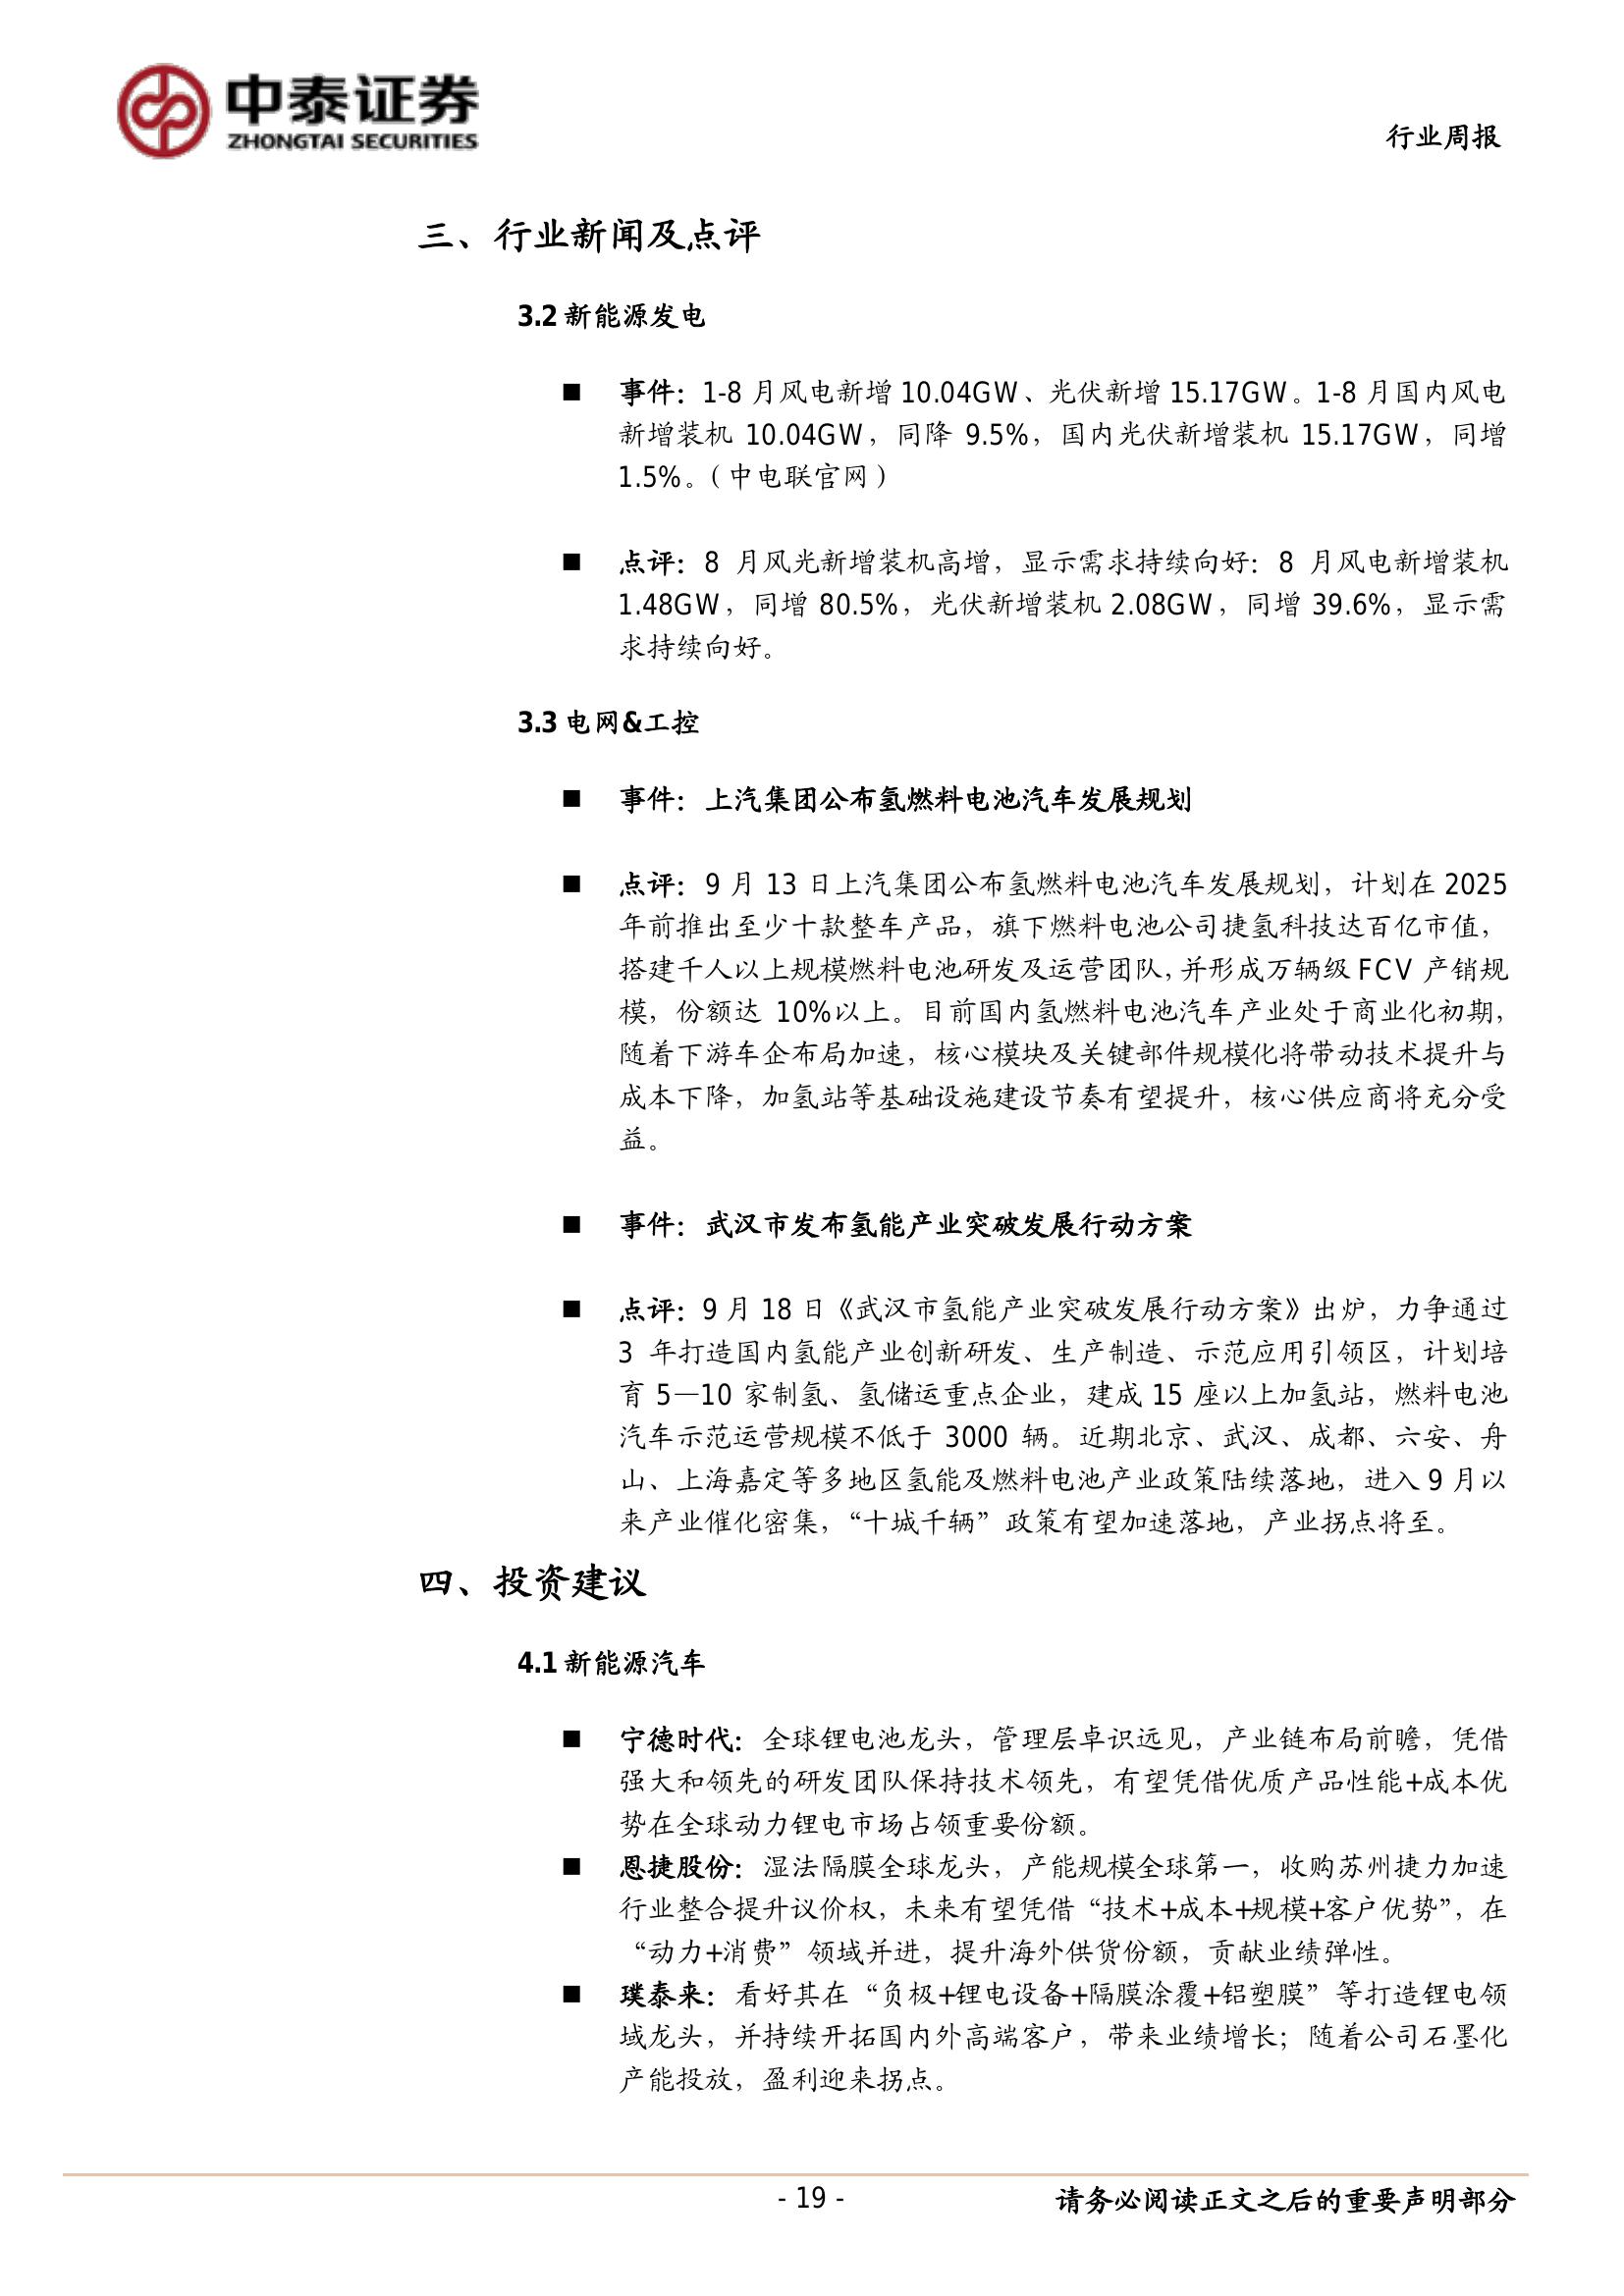 中泰证券
ZHONGTAI SECURITIES
行业周报
三、行业新闻及点评
3.2 新能源发电
■ 事件：1-8 月风电新增 10.04GW、光伏新增 15.17GW。1-8 月国内风电
新增装机 10.04GW，同降 9.5%，国内光伏新增装机 15.17GW，同增
1.5%。（中电联官网）
■ 点评：8 月风光新增装机高增，显示需求持续向好：8 月风电新增装机
1.48GW，同增 80.5%，光伏新增装机 2.08GW，同增 39.6%，显示需
求持续向好。
3.3 电网&工控
■ 事件：上汽集团公布氢燃料电池汽车发展规划
■ 点评：9 月 13 日上汽集团公布氢燃料电池汽车发展规划，计划在 2025
年前推出至少十款整车产品，旗下燃料电池公司捷氢科技达百亿市值，
搭建千人以上规模燃料电池研发及运营团队，并形成万辆级 FCV 产销规
模，份额达 10%以上。目前国内氢燃料电池汽车产业处于商业化初期，
随着下游车企布局加速，核心模块及关键部件规模化将带动技术提升与
成本下降，加氢站等基础设施建设节奏有望提升，核心供应商将充分受
益。
■ 事件：武汉市发布氢能产业突破发展行动方案
■ 点评：9 月 18 日《武汉市氢能产业突破发展行动方案》出炉，力争通过
3 年打造国内氢能产业创新研发、生产制造、示范应用引领区，计划培
育 5—10 家制氢、氢储运重点企业，建成 15 座以上加氢站，燃料电池
汽车示范运营规模不低于 3000 辆。近期北京、武汉、成都、六安、舟
山、上海嘉定等多地区氢能及燃料电池产业政策陆续落地，进入 9 月以
来产业催化密集，“十城千辆”政策有望加速落地，产业拐点将至。
四、投资建议
4.1 新能源汽车
■ 宁德时代：全球锂电池龙头，管理层卓识远见，产业链布局前瞻，凭借
强大和领先的研发团队保持技术领先，有望凭借优质产品性能+成本优
势在全球动力锂电市场占领重要份额。
■ 恩捷股份：湿法隔膜全球龙头，产能规模全球第一，收购苏州捷力加速
行业整合提升议价权，未来有望凭借“技术+成本+规模+客户优势”，在
“动力+消费”领域并进，提升海外供货份额，贡献业绩弹性。
■ 璞泰来：看好其在“负极+锂电设备+隔膜涂覆+铝塑膜”等打造锂电领
域龙头，并持续开拓国内外高端客户，带来业绩增长；随着公司石墨化
产能投放，盈利迎来拐点。
- 19 -
请务必阅读正文之后的重要声明部分